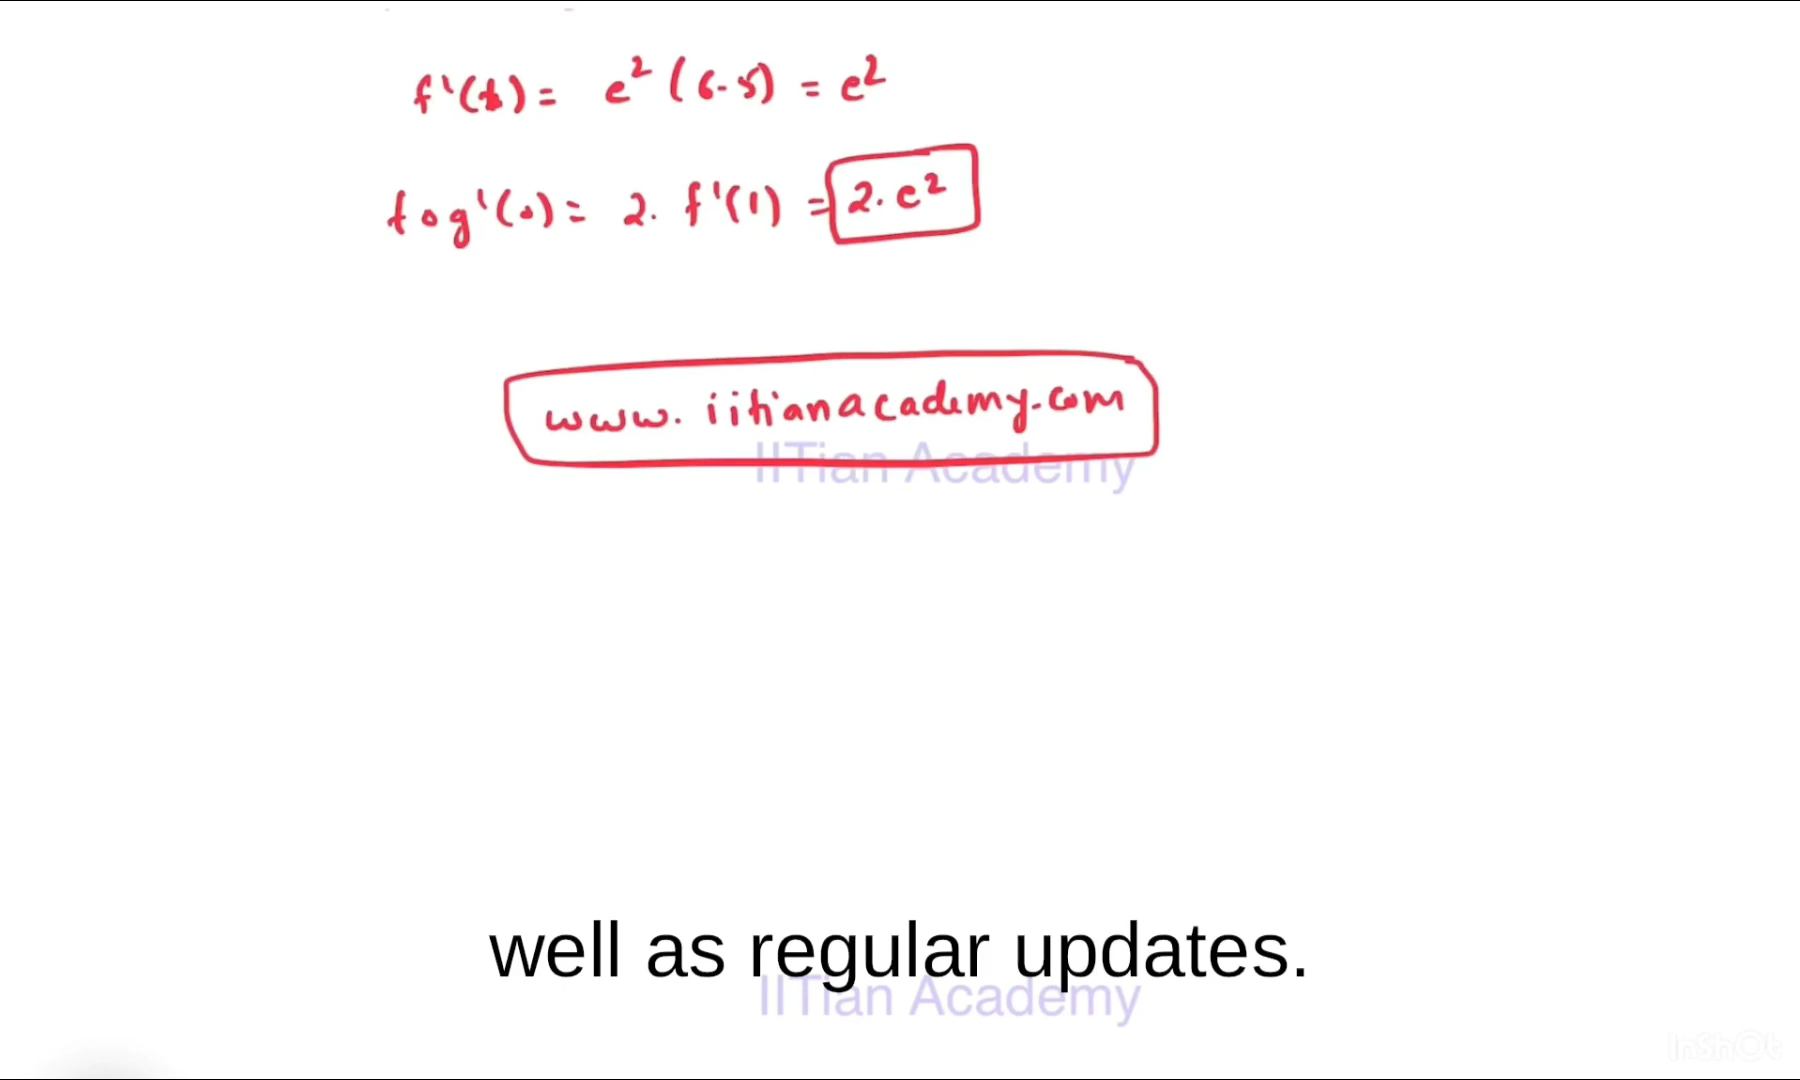 f'(1) = e² (6-5) = e²
fog'(0) = 2. f'(1) = 2. e²
www.iitianacademy.com
IITian Academy
well as regular updates.
IITian Academy
InShOt